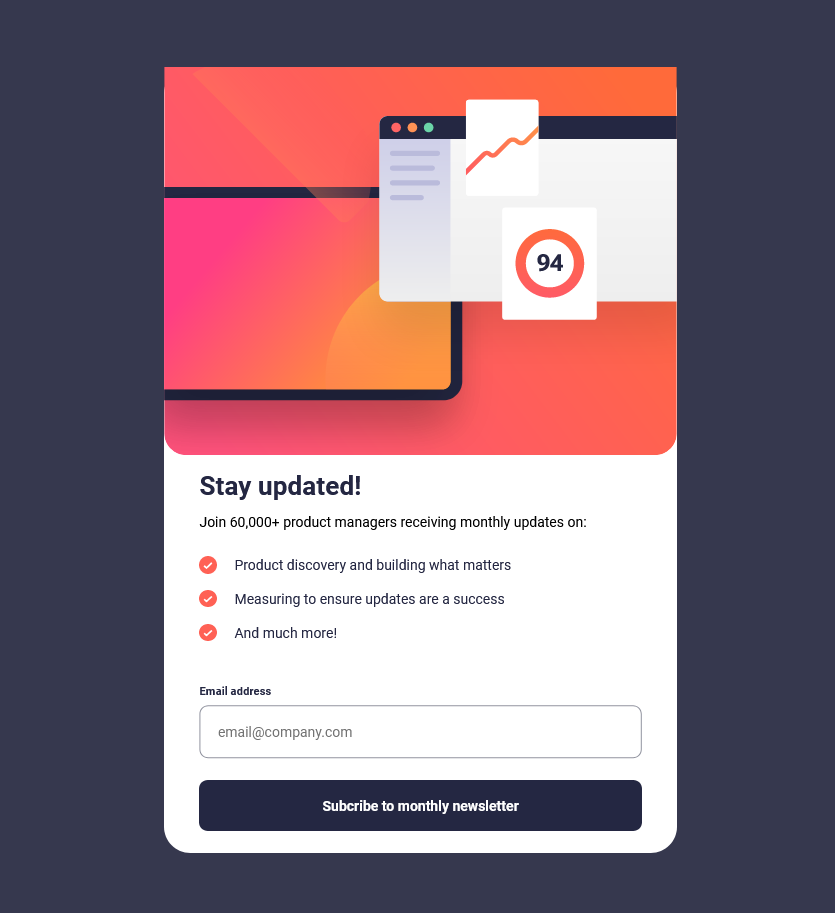 94
Stay updated!
Join 60,000+ product managers receiving monthly updates on:
Product discovery and building what matters
Measuring to ensure updates are a success
And much more!
Email address
email@company.com
Subcribe to monthly newsletter